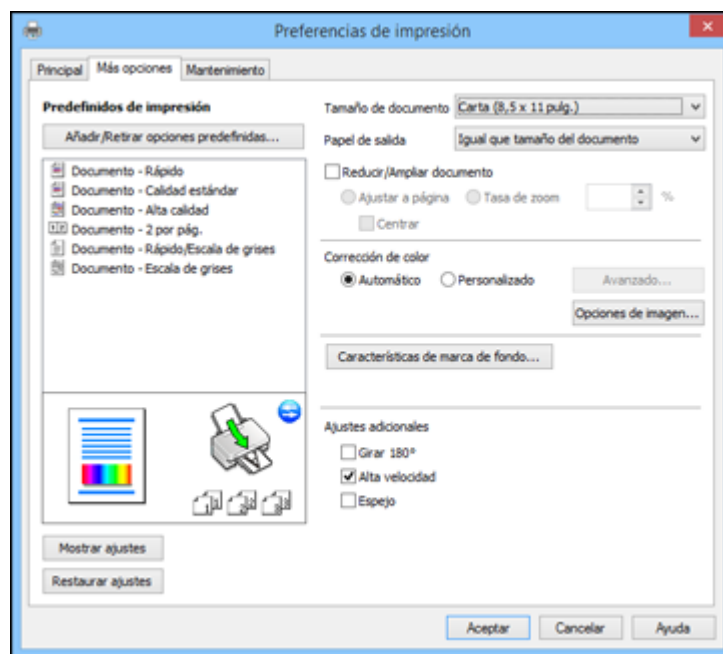 Preferencias de impresión
Principal
Más opciones
Mantenimiento
Predefinidos de impresión
Añadir/Retirar opciones predefinidas...
Documento - Rápido
Documento - Calidad estándar
Documento - Alta calidad
Documento - 2 por pág.
Documento - Rápido/Escala de grises
Documento - Escala de grises
Mostrar ajustes
Restaurar ajustes
Tamaño de documento Carta (8,5 x 11 pulg.)
Papel de salida Igual que tamaño del documento
Reducir/Ampliar documento
Ajustar a página Tasa de zoom %
Centrar
Corrección de color
Automático Personalizado Avanzado...
Opciones de imagen...
Características de marca de fondo...
Ajustes adicionales
Girar 180°
Alta velocidad
Espejo
Aceptar Cancelar Ayuda